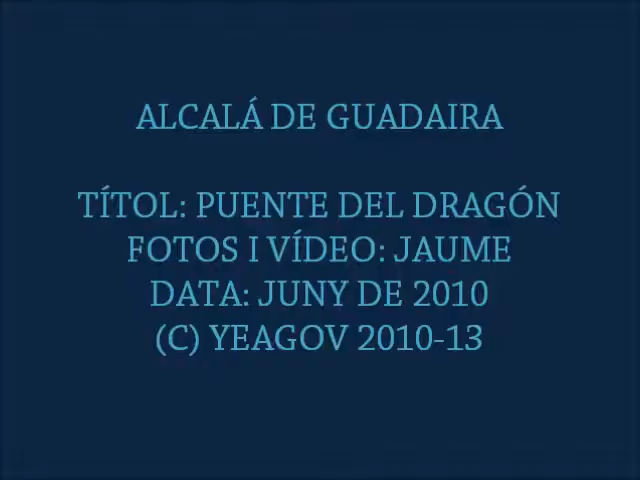 ALCALÁ DE GUADAIRA
TÍTOL: PUENTE DEL DRAGÓN
FOTOS I VÍDEO: JAUME
DATA: JUNY DE 2010
(C) YEAGOV 2010-13